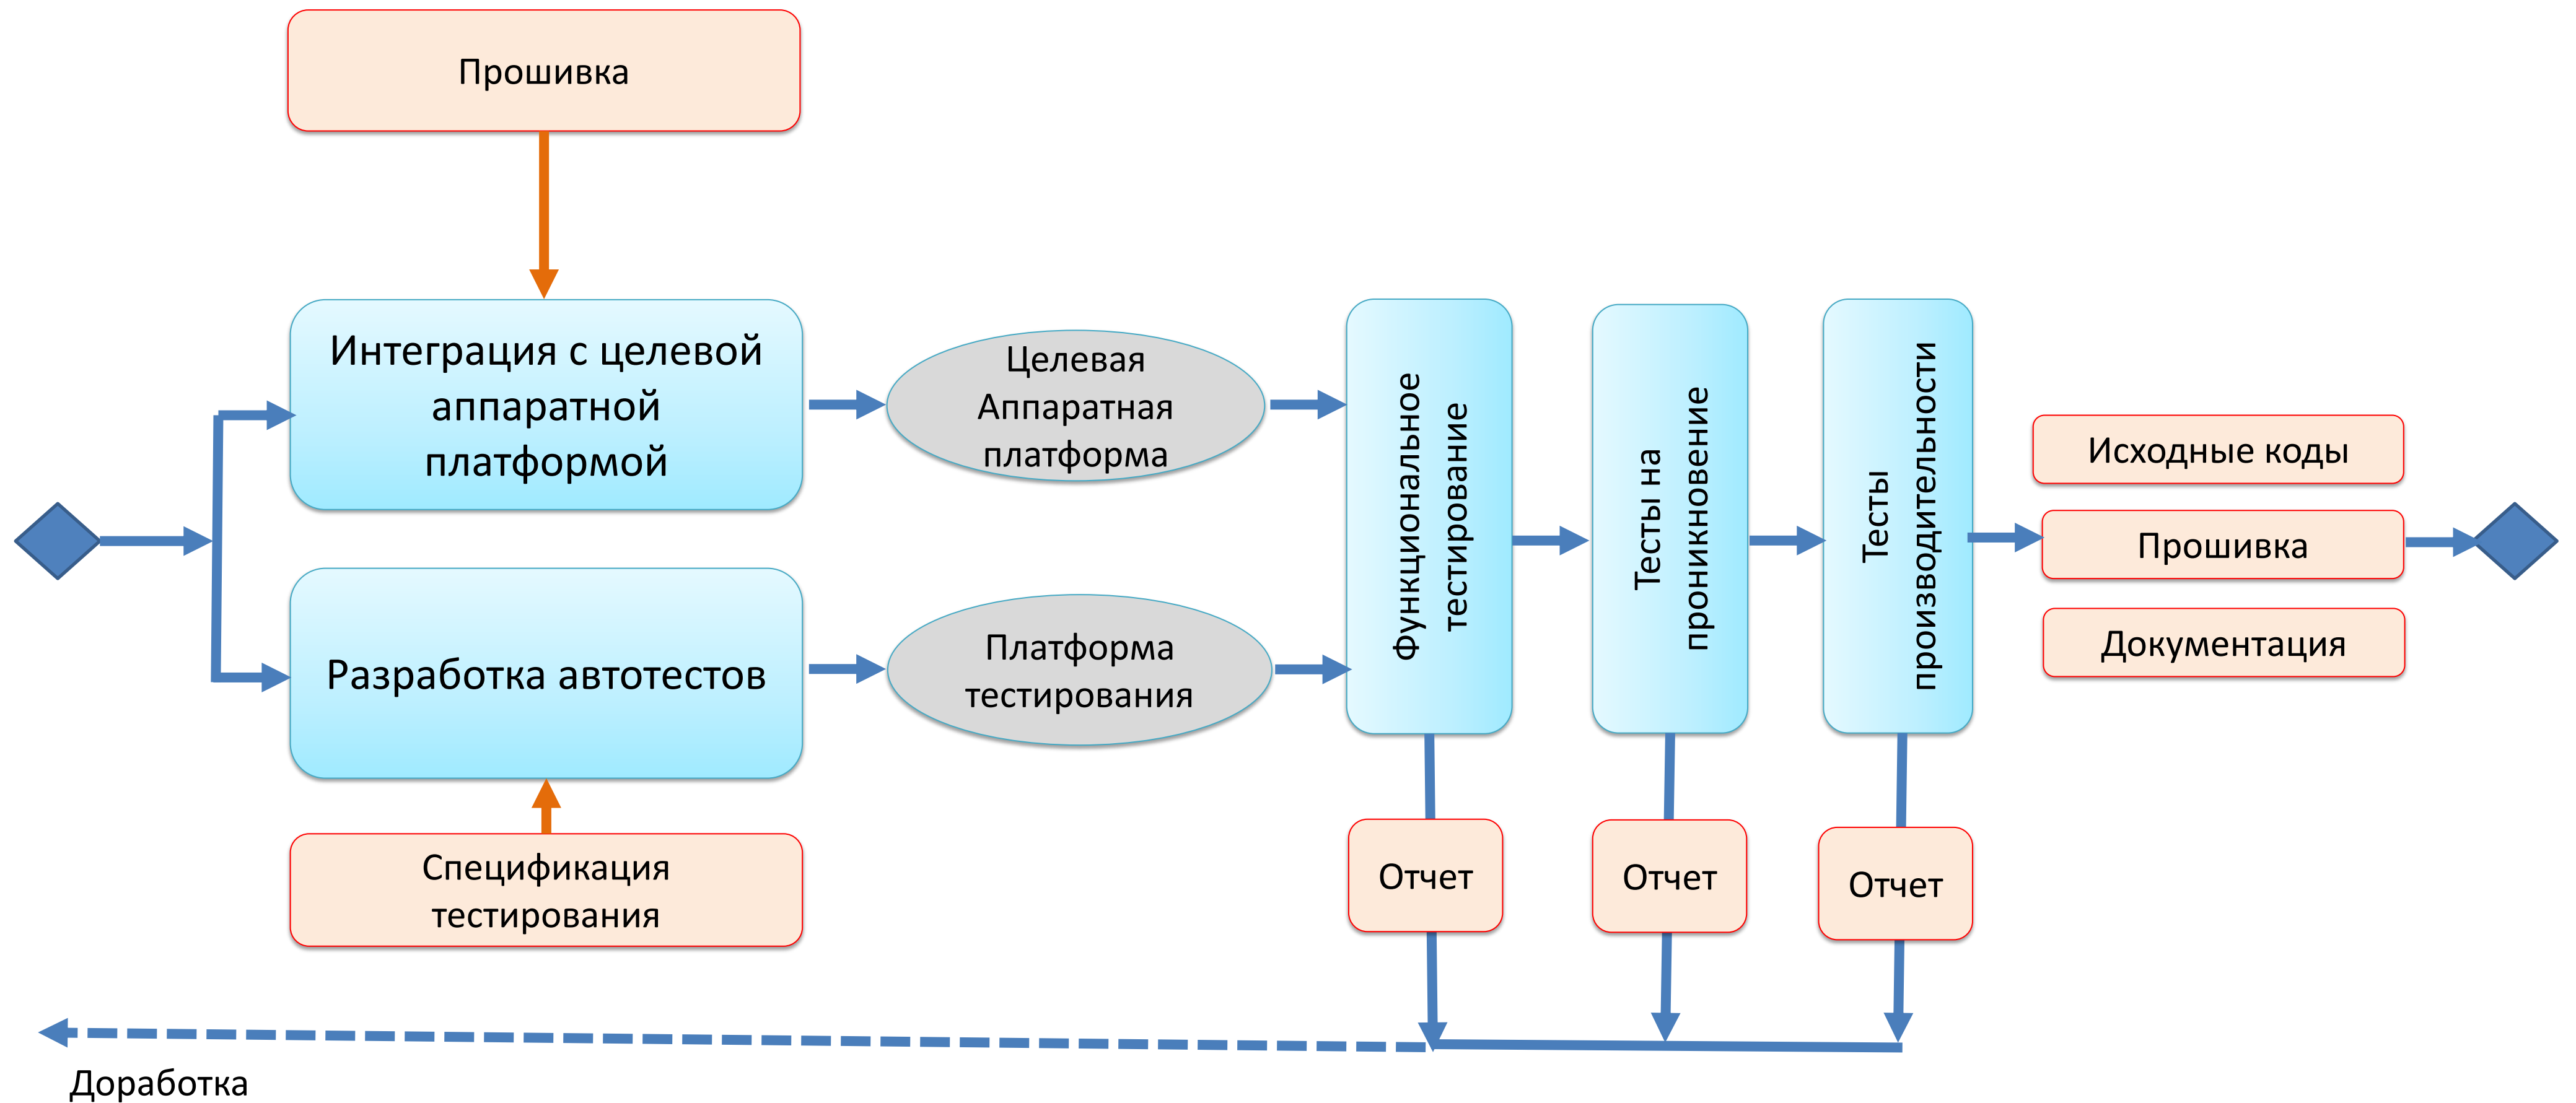 Прошивка
Интеграция с целевой
аппаратной
платформой
Целевая
Аппаратная
платформа
Разработка автотестов
Платформа
тестирования
Спецификация
тестирования
Функциональное
тестирование
Тесты на
проникновение
Тесты
производительности
Исходные коды
Прошивка
Документация
Отчет
Отчет
Отчет
Доработка